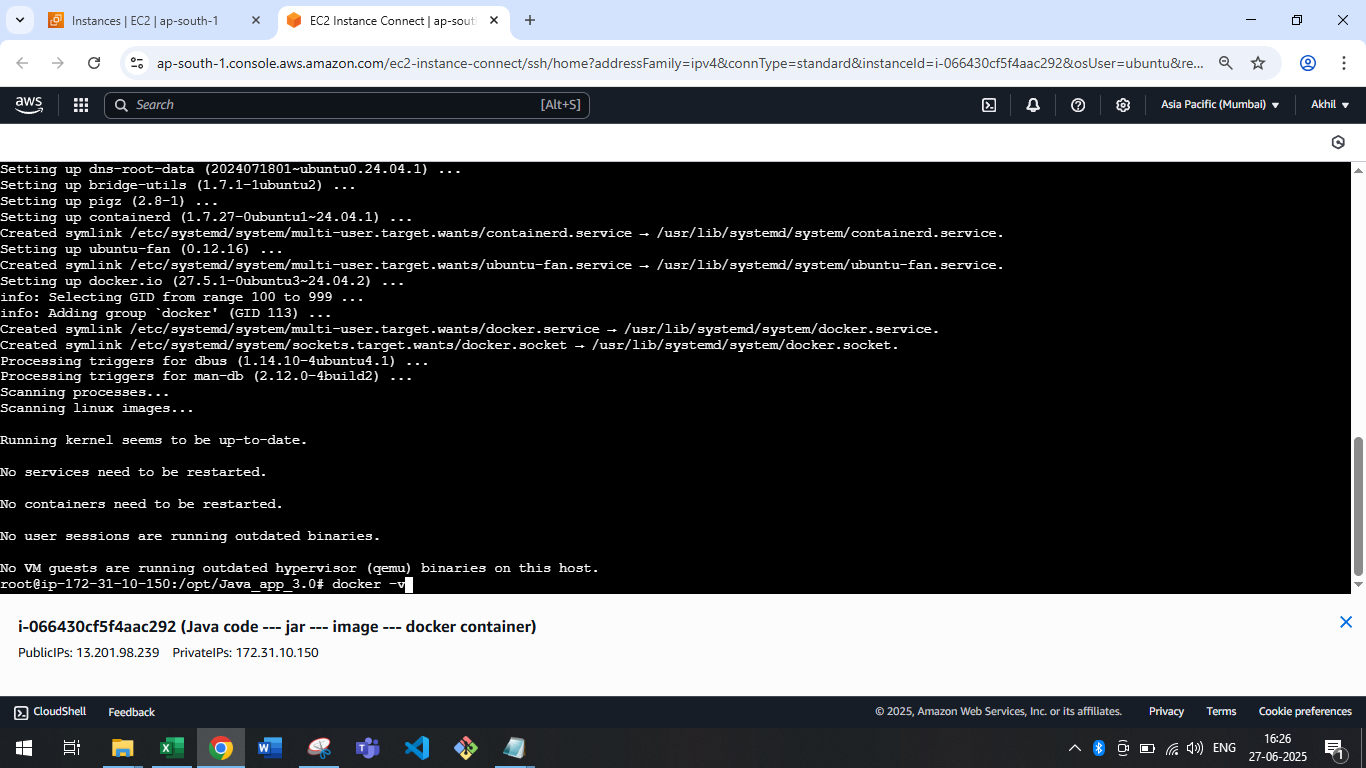 Instances | EC2 | ap-south-1
EC2 Instance Connect | ap-sout
ap-south-1.console.aws.amazon.com/ec2-instance-connect/ssh/home?addressFamily=ipv4&connType=standard&instanceId=i-066430cf5f4aac292&osUser=ubuntu&re...
aws
Search
[Alt+S]
Asia Pacific (Mumbai)
Akhil
Setting up dns-root-data (2024071801~ubuntu0.24.04.1) ...
Setting up bridge-utils (1.7.1-1ubuntu2) ...
Setting up pigz (2.8-1) ...
Setting up containerd (1.7.27-0ubuntu1~24.04.1) ...
Created symlink /etc/systemd/system/multi-user.target.wants/containerd.service → /usr/lib/systemd/system/containerd.service.
Setting up ubuntu-fan (0.12.16) ...
Created symlink /etc/systemd/system/multi-user.target.wants/ubuntu-fan.service → /usr/lib/systemd/system/ubuntu-fan.service.
Setting up docker.io (27.5.1-0ubuntu3~24.04.2) ...
info: Selecting GID from range 100 to 999 ...
info: Adding group `docker' (GID 113) ...
Created symlink /etc/systemd/system/multi-user.target.wants/docker.service → /usr/lib/systemd/system/docker.service.
Created symlink /etc/systemd/system/sockets.target.wants/docker.socket → /usr/lib/systemd/system/docker.socket.
Processing triggers for dbus (1.14.10-4ubuntu4.1) ...
Processing triggers for man-db (2.12.0-4build2) ...
Scanning processes...
Scanning linux images...
Running kernel seems to be up-to-date.
No services need to be restarted.
No containers need to be restarted.
No user sessions are running outdated binaries.
No VM guests are running outdated hypervisor (qemu) binaries on this host.
root@ip-172-31-10-150:/opt/Java_app_3.0# docker -v
i-066430cf5f4aac292 (Java code --- jar --- image --- docker container)
PublicIPs: 13.201.98.239 PrivateIPs: 172.31.10.150
CloudShell
Feedback
© 2025, Amazon Web Services, Inc. or its affiliates.
Privacy
Terms
Cookie preferences
ENG
16:26
27-06-2025
1